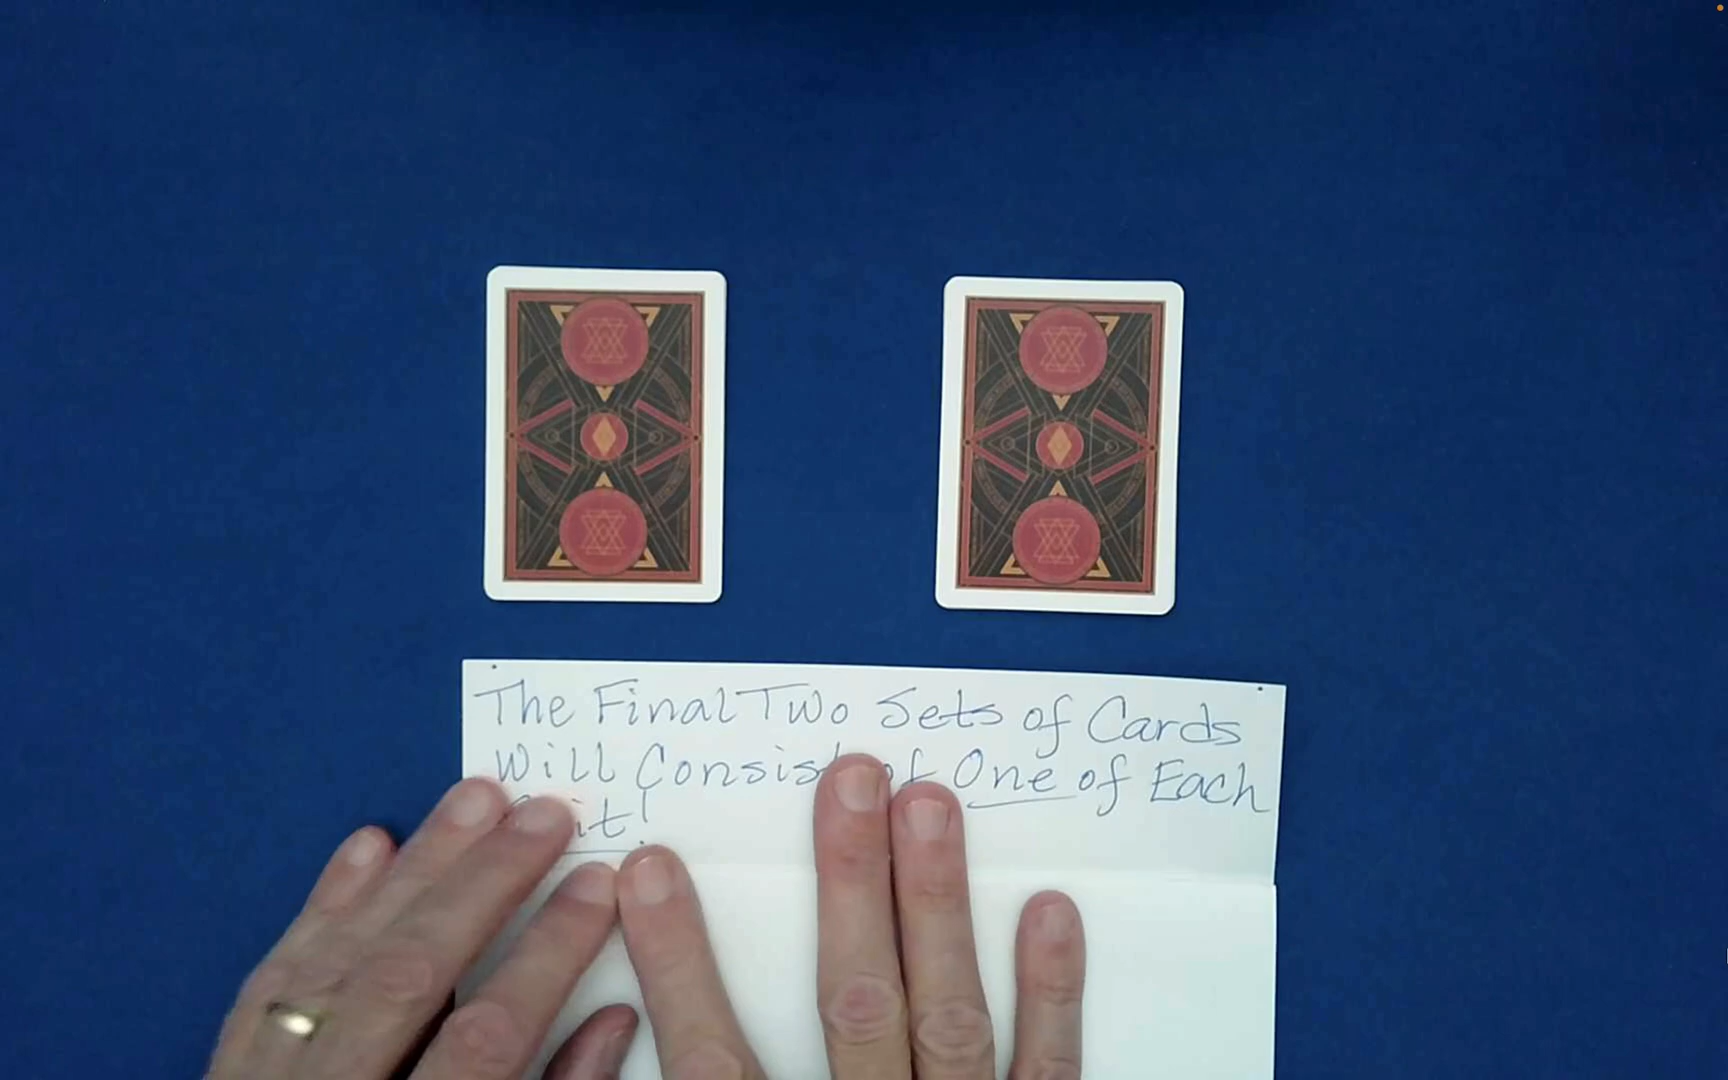 The Final Two Sets of Cards
Will Consist of One of Each